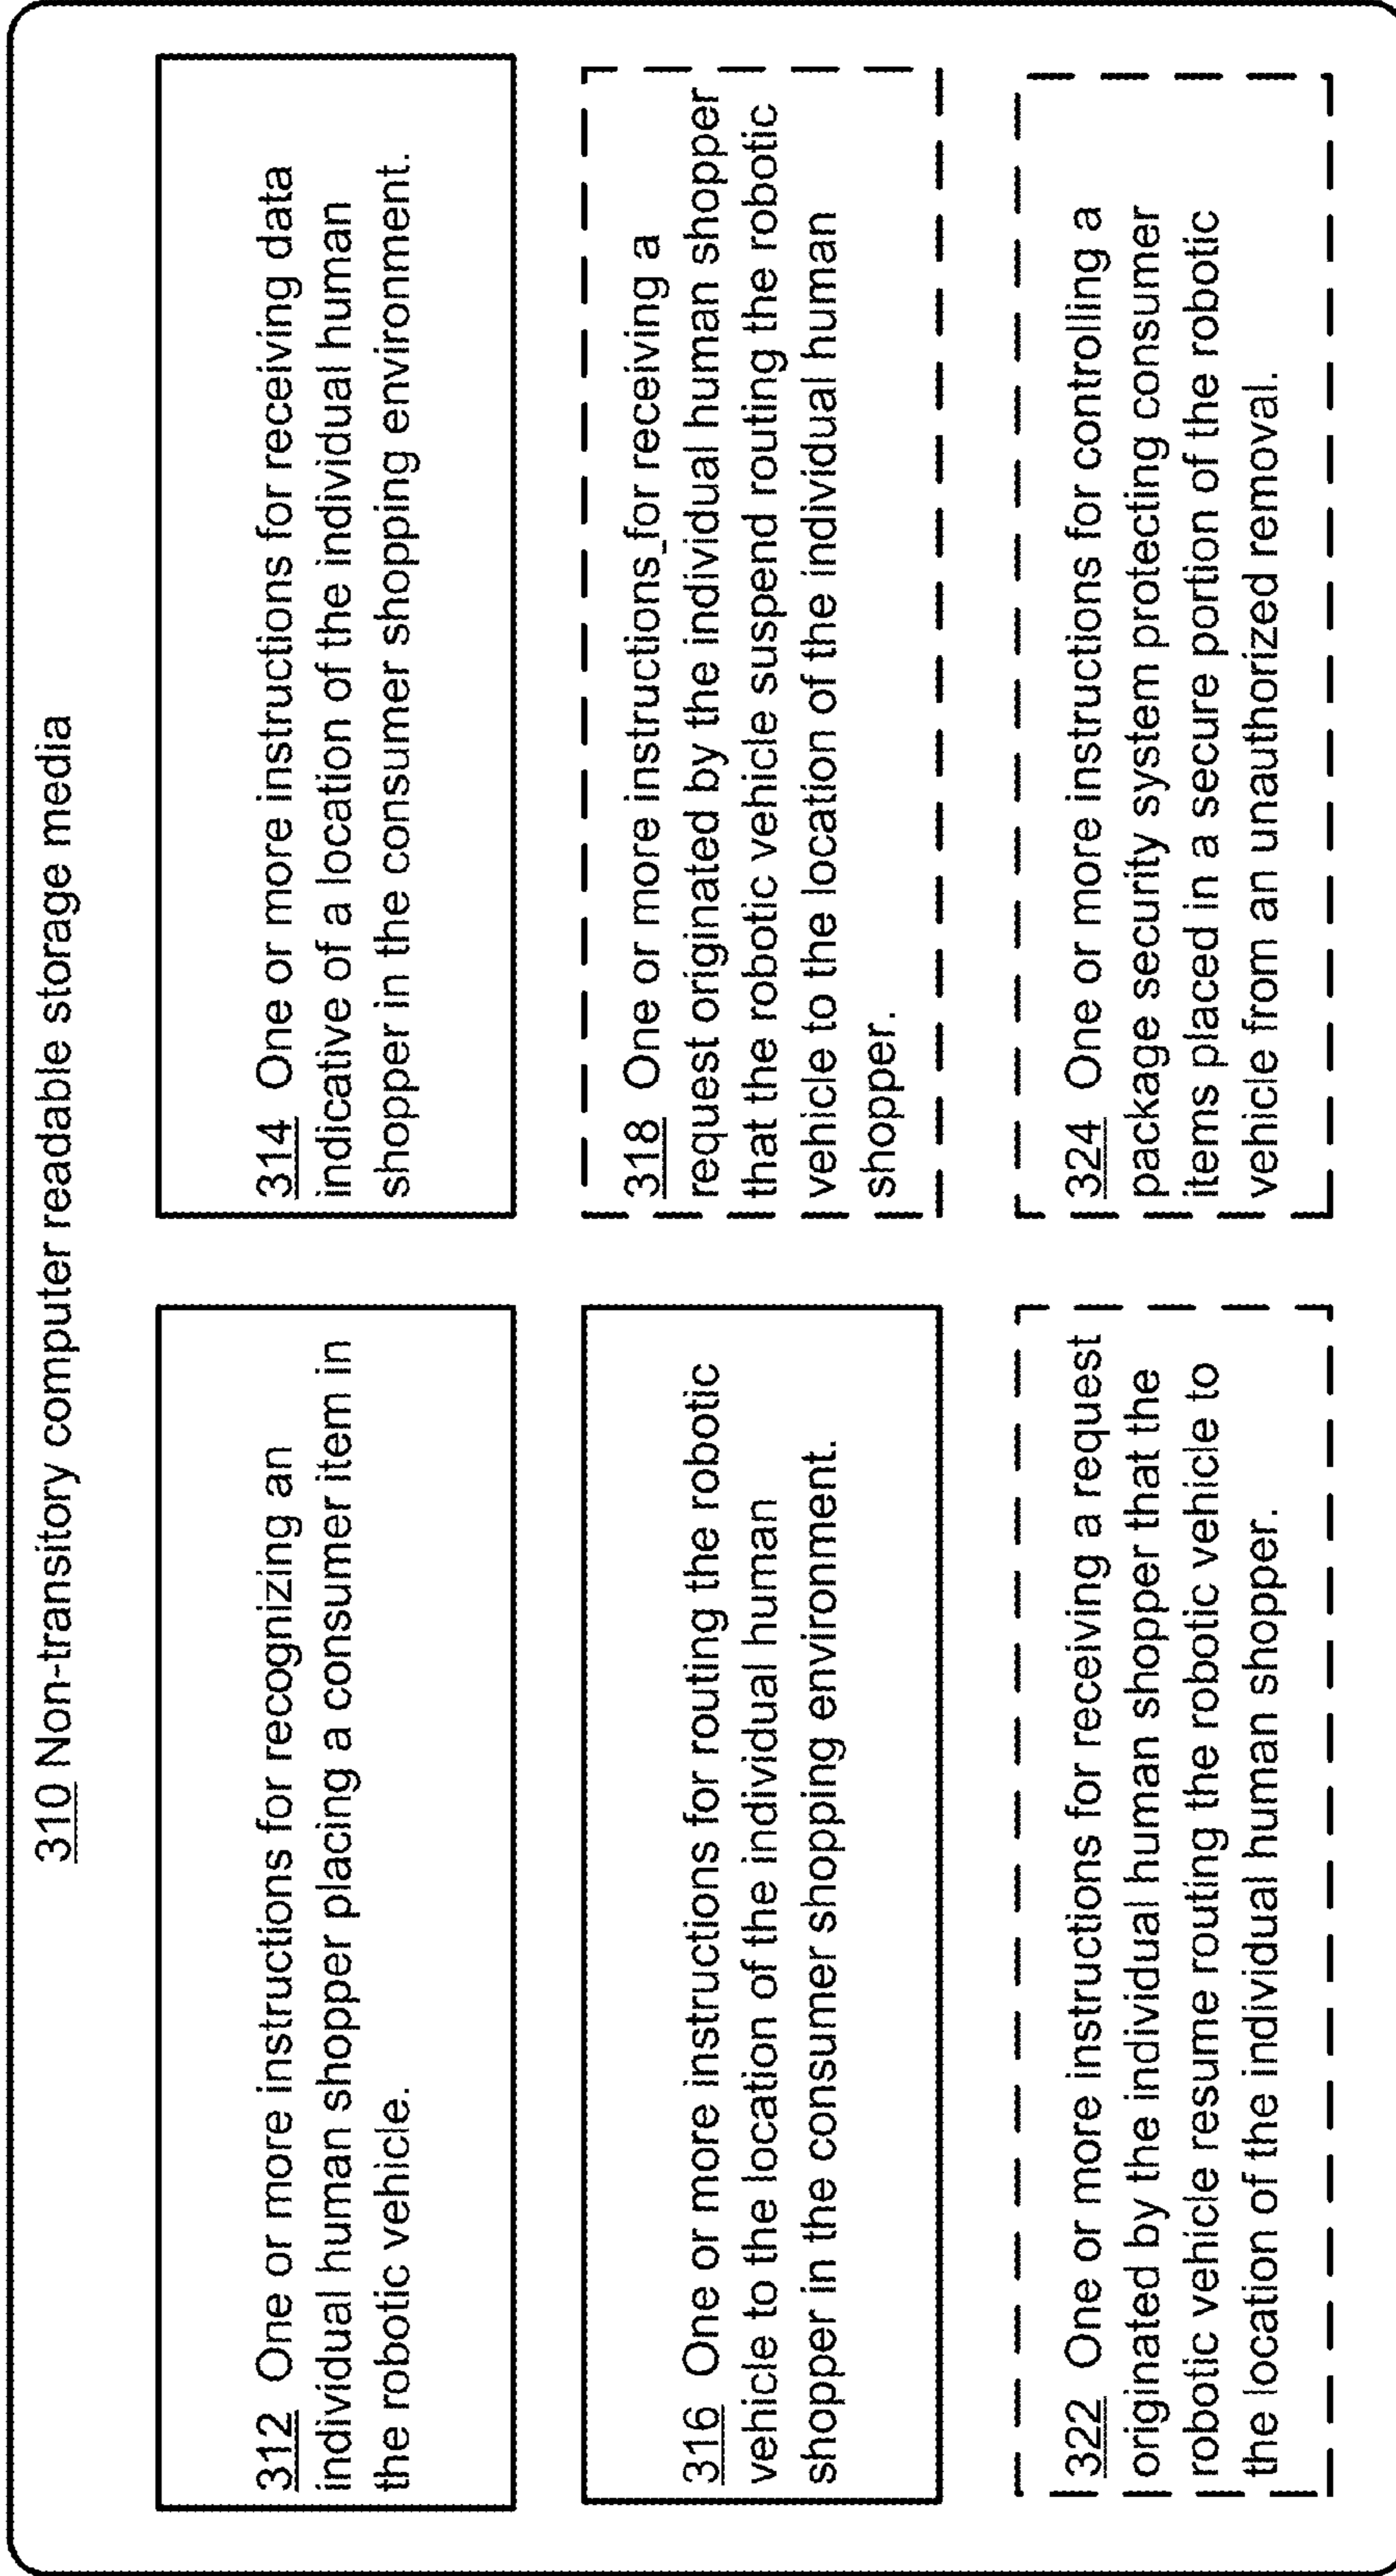 310 Non-transitory computer readable storage media
312 One or more instructions for recognizing an
individual human shopper placing a consumer item in
the robotic vehicle.
314 One or more instructions for receiving data
indicative of a location of the individual human
shopper in the consumer shopping environment.
316 One or more instructions for routing the robotic
vehicle to the location of the individual human
shopper in the consumer shopping environment.
318 One or more instructions for receiving a
request originated by the individual human shopper
that the robotic vehicle suspend routing the robotic
vehicle to the location of the individual human
shopper.
322 One or more instructions for receiving a request
originated by the individual human shopper that the
robotic vehicle resume routing the robotic vehicle to
the location of the individual human shopper.
324 One or more instructions for controlling a
package security system protecting consumer
items placed in a secure portion of the robotic
vehicle from an unauthorized removal.